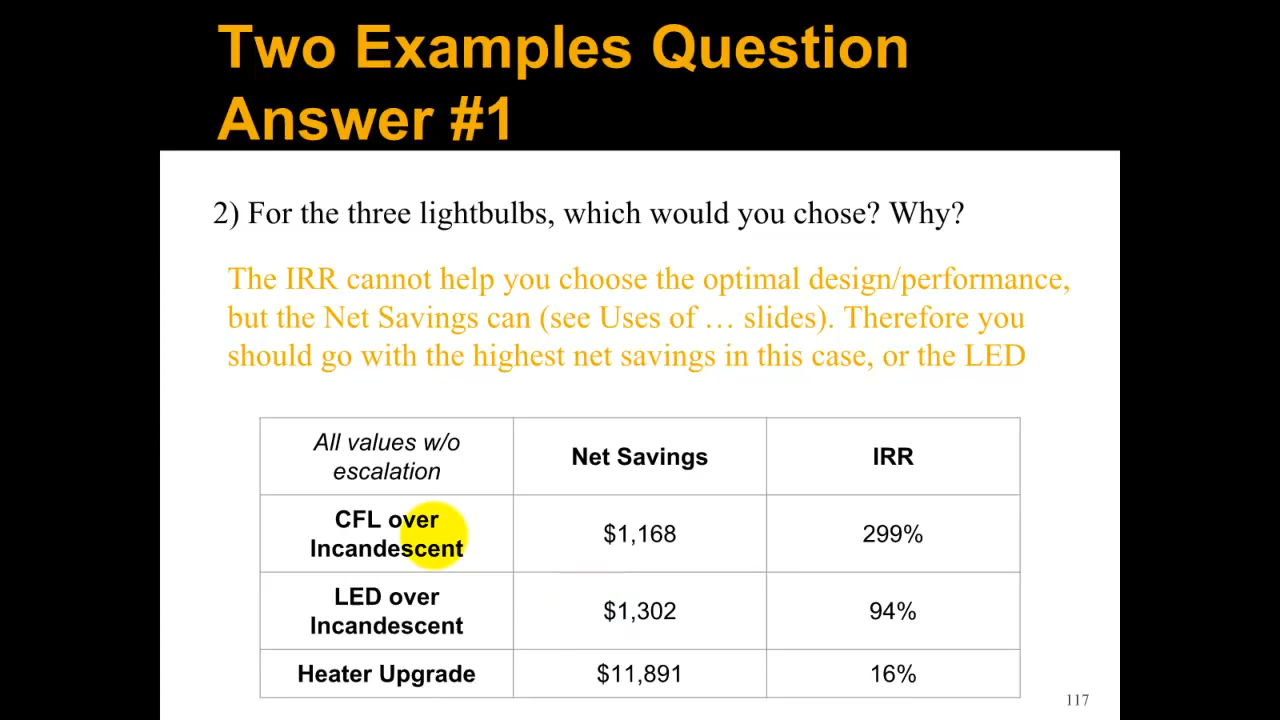 Two Examples Question
Answer #1
2) For the three lightbulbs, which would you chose? Why?
The IRR cannot help you choose the optimal design/performance,
but the Net Savings can (see Uses of … slides). Therefore you
should go with the highest net savings in this case, or the LED
All values w/o
escalation
Net Savings
IRR
CFL over
Incandescent
$1,168
299%
LED over
Incandescent
$1,302
94%
Heater Upgrade
$11,891
16%
117